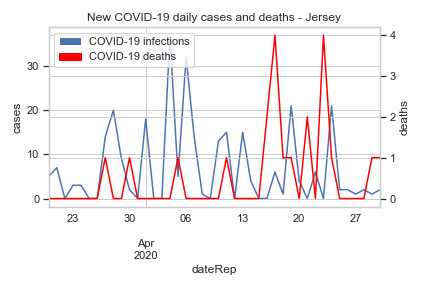 New COVID-19 daily cases and deaths - Jersey
COVID-19 infections
COVID-19 deaths
cases
deaths
30
20
10
0
4
3
2
1
0
23 30 06 13 20 27
Apr
2020
dateRep